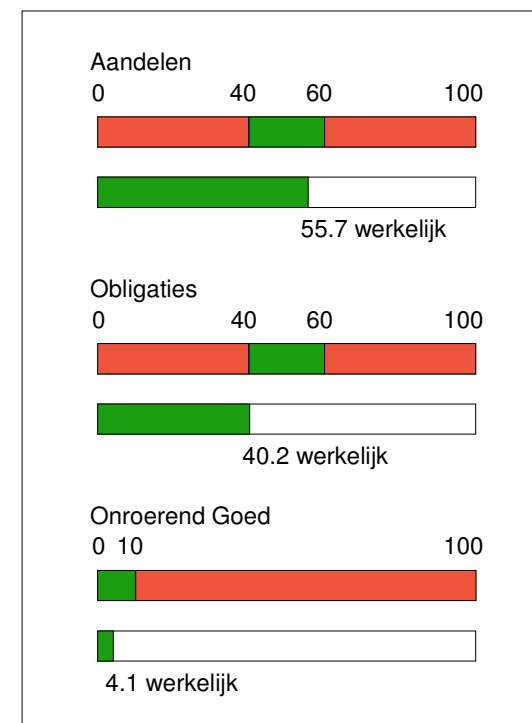 Aandelen
0 40 60 100
55.7 werkelijk
Obligaties
0 40 60 100
40.2 werkelijk
Onroerend Goed
0 10 100
4.1 werkelijk